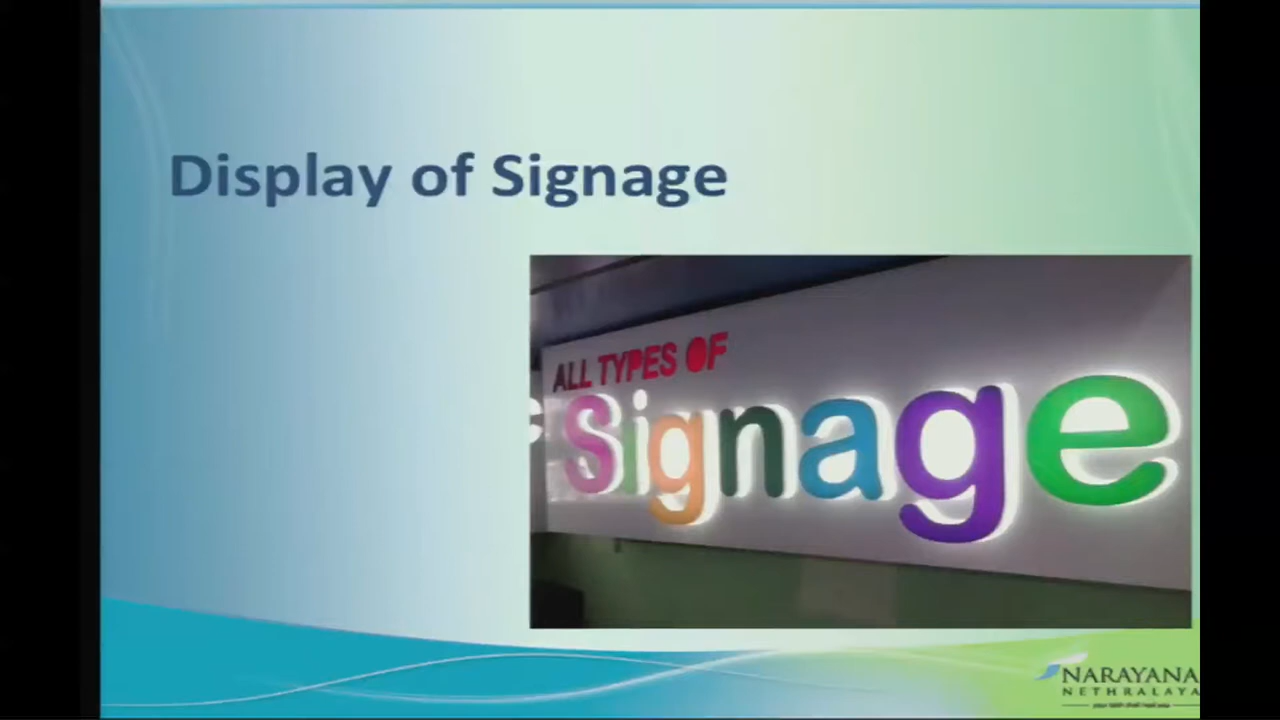 Display of Signage
ALL TYPES OF
Signage
NARAYANA
NETHRALAYA